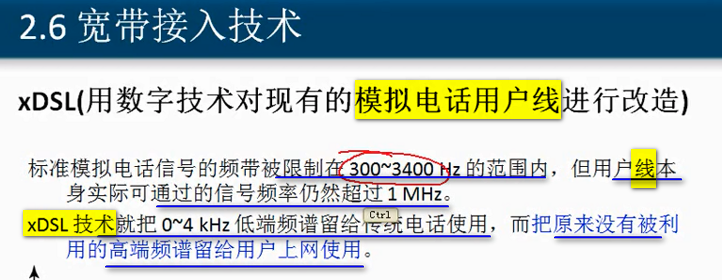 2.6 宽带接入技术
xDSL(用数字技术对现有的模拟电话用户线进行改造)
标准模拟电话信号的频带被限制在 300~3400 Hz 的范围内，但用户线本
身实际可通过的信号频率仍然超过 1 MHz。
Ctrl
xDSL 技术就把 0~4 kHz 低端频谱留给传统电话使用，而把原来没有被利
用的高端频谱留给用户上网使用。